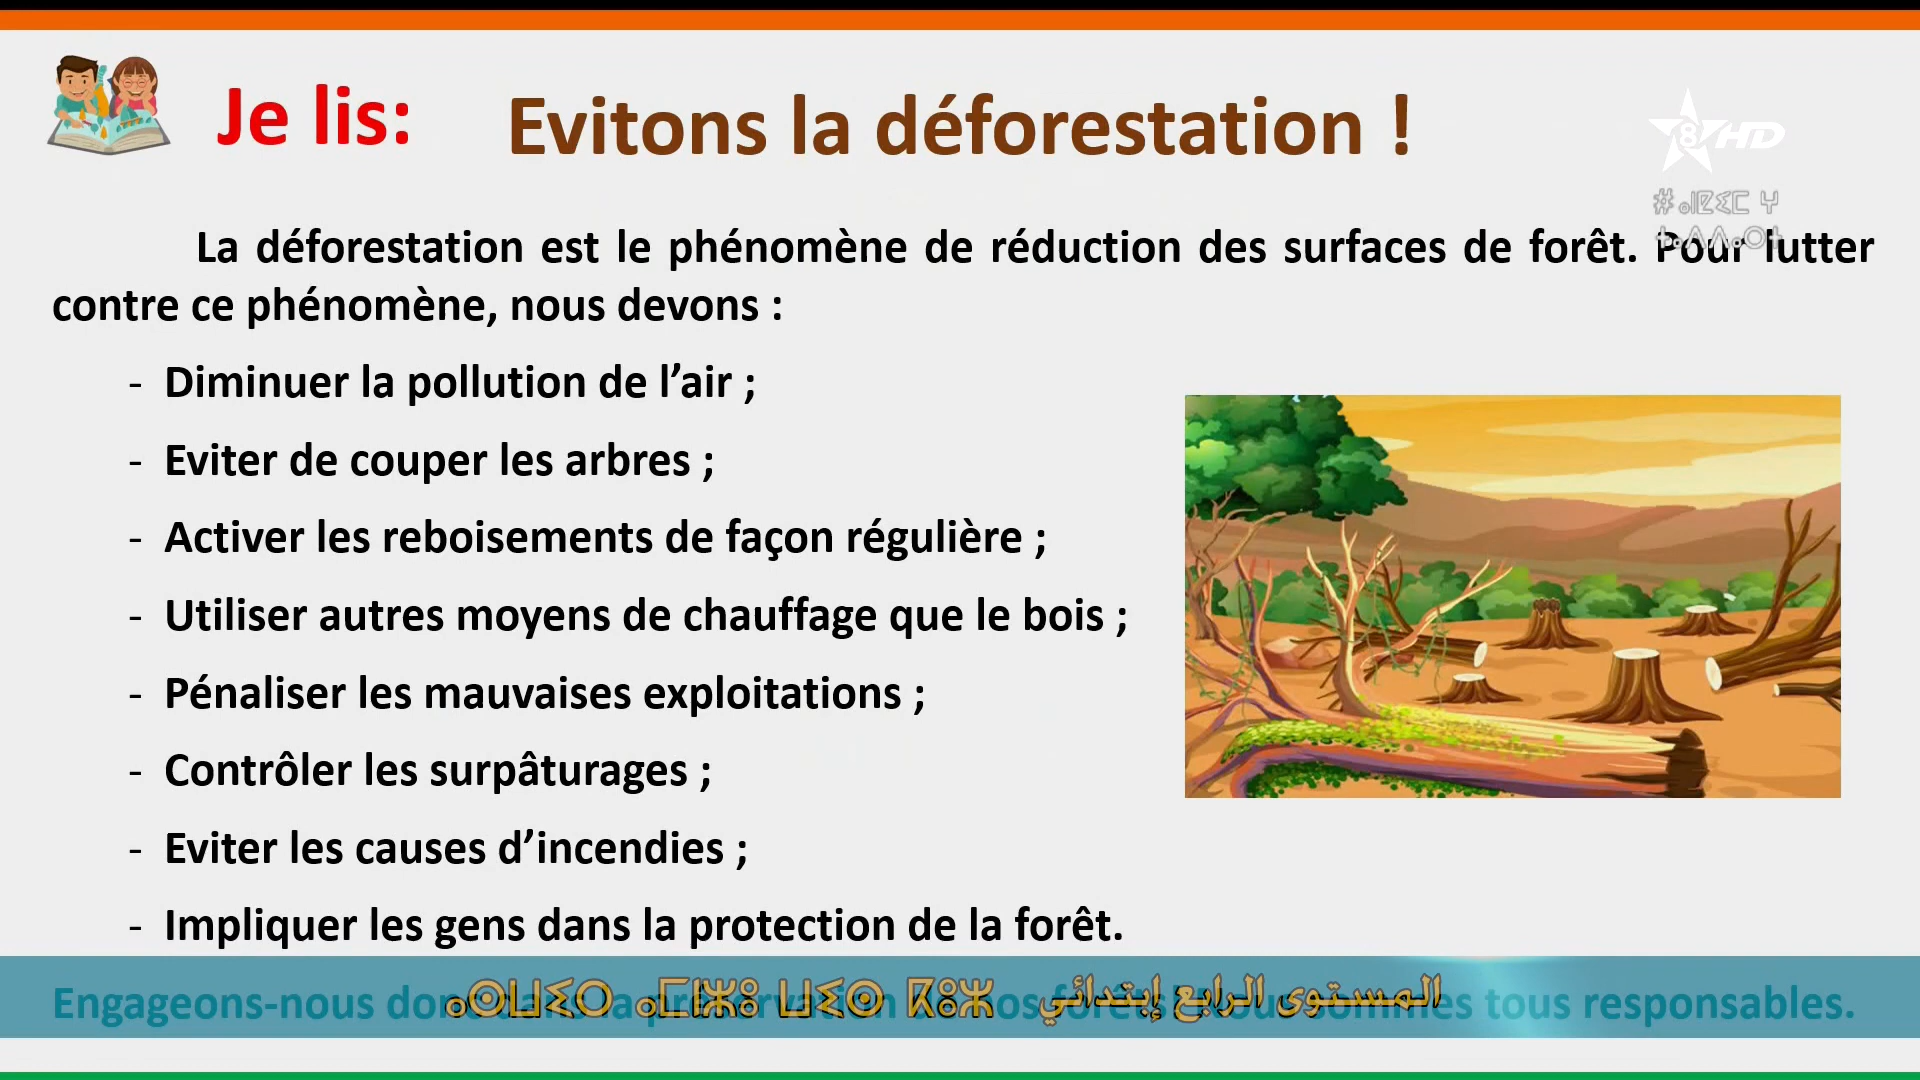 Je lis:
Evitons la déforestation !
8 HD
La déforestation est le phénomène de réduction des surfaces de forêt. Pour lutter
contre ce phénomène, nous devons :
- Diminuer la pollution de l’air ;
- Eviter de couper les arbres ;
- Activer les reboisements de façon régulière ;
- Utiliser autres moyens de chauffage que le bois ;
- Pénaliser les mauvaises exploitations ;
- Contrôler les surpâturages ;
- Eviter les causes d’incendies ;
- Impliquer les gens dans la protection de la forêt.
Engageons-nous donc dans la préservation de nos forêts! Nous sommes tous responsables.
المستوى الرابع إبتدائي